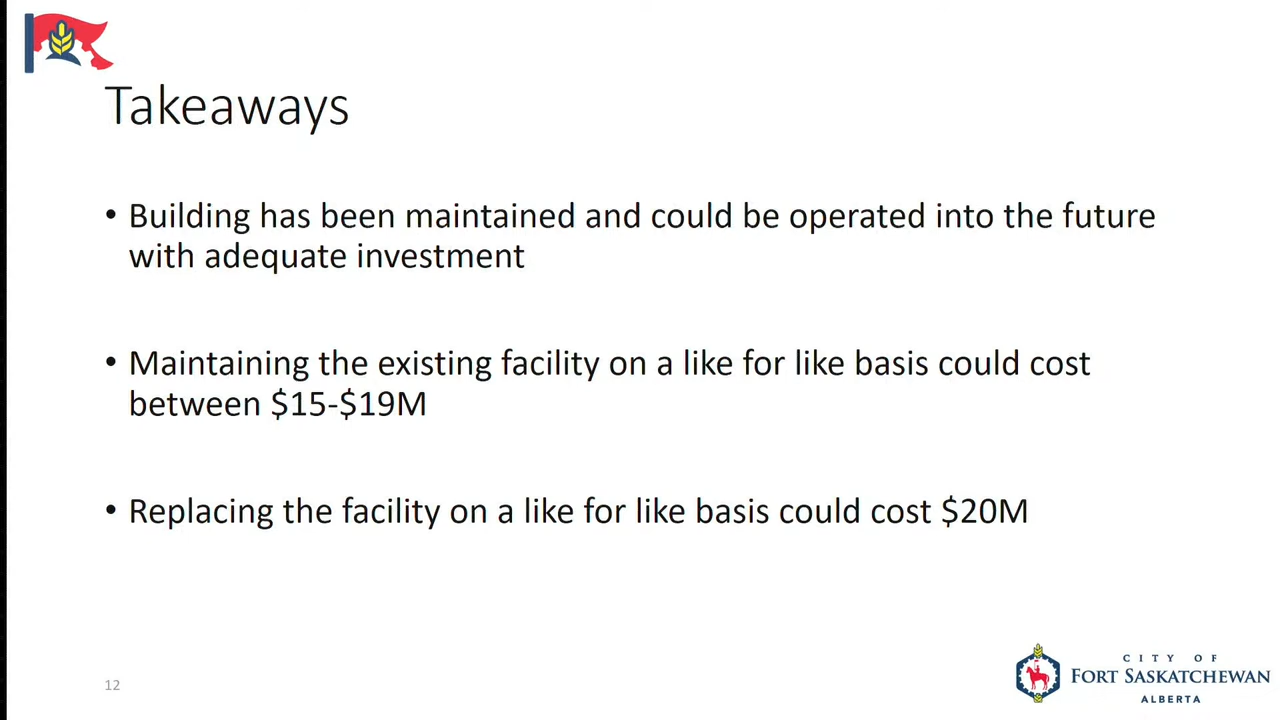 Takeaways
• Building has been maintained and could be operated into the future
with adequate investment
• Maintaining the existing facility on a like for like basis could cost
between $15-$19M
• Replacing the facility on a like for like basis could cost $20M
12
CITY OF
FORT SASKATCHEWAN
ALBERTA